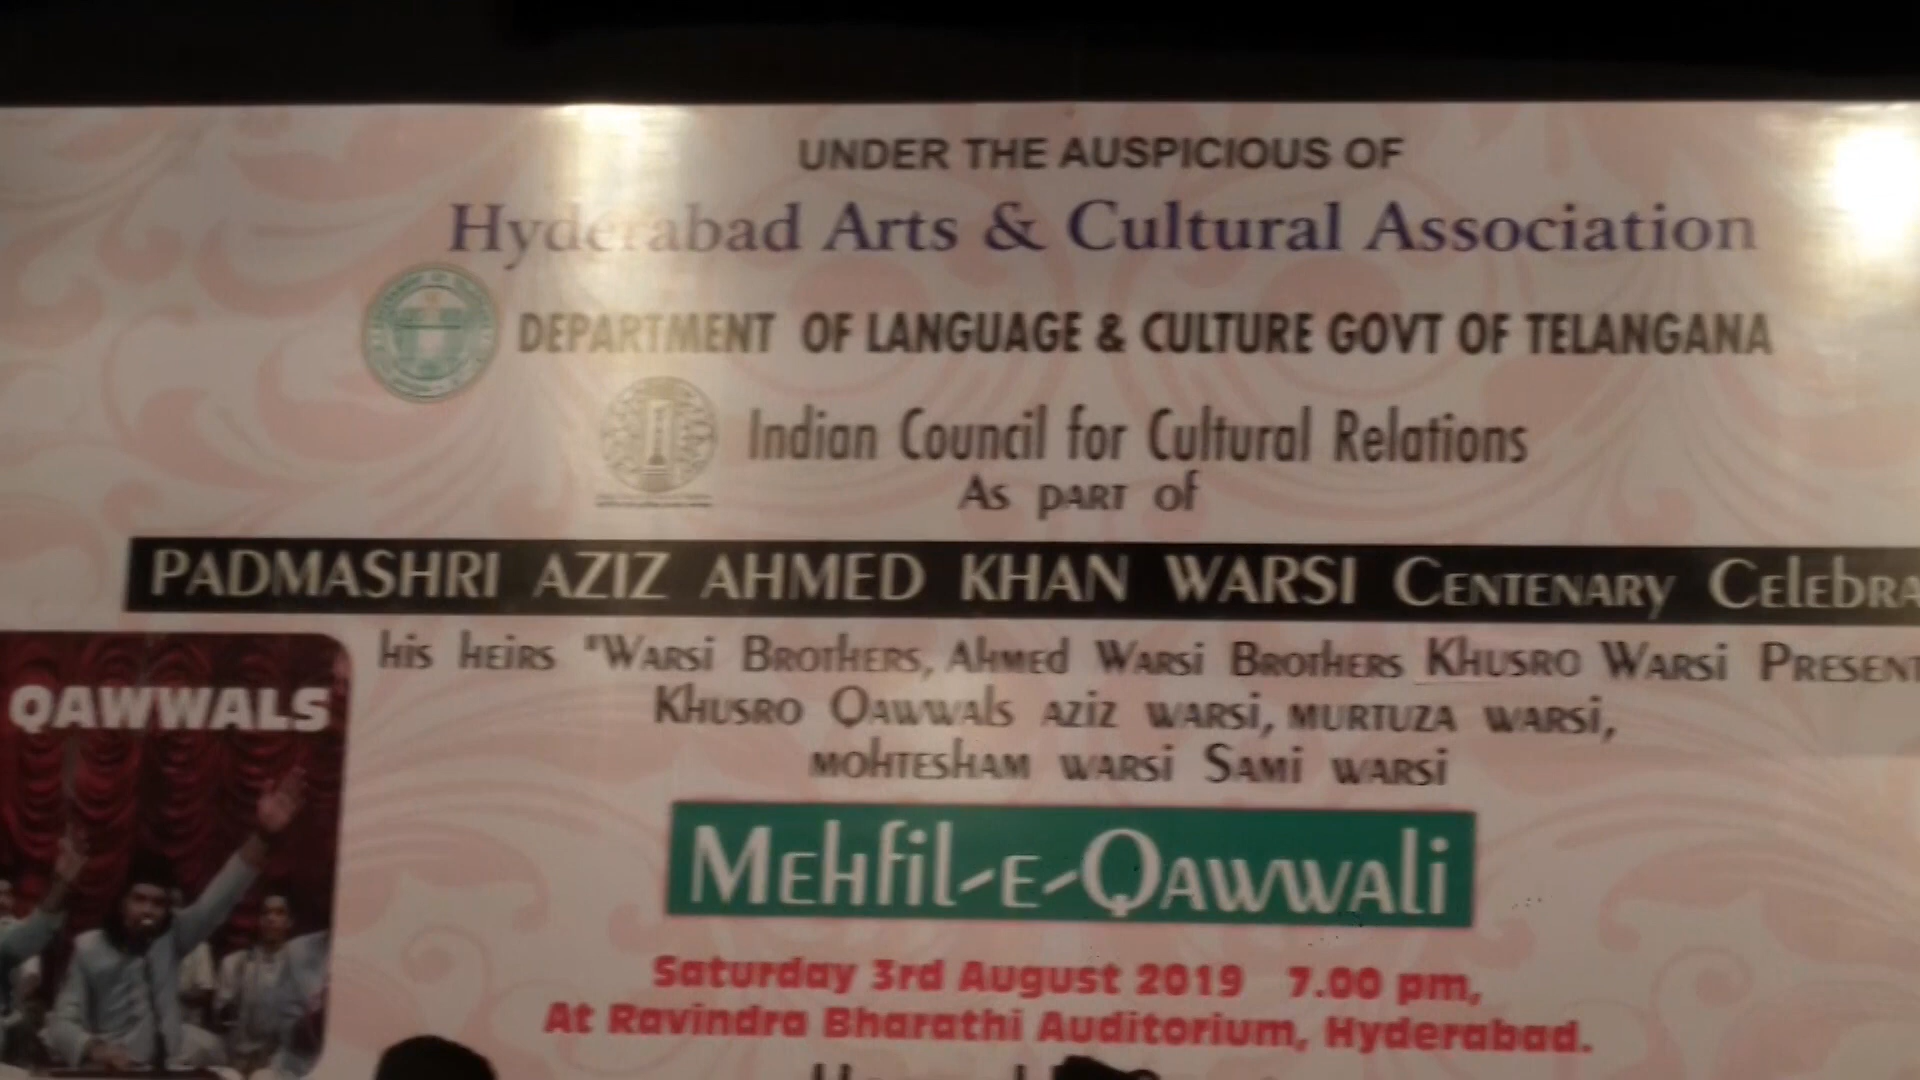 UNDER THE AUSPICIOUS OF
Hyderabad Arts & Cultural Association
DEPARTMENT OF LANGUAGE & CULTURE GOVT OF TELANGANA
Indian Council for Cultural Relations
As PART of
PADMASHRI AZIZ AHMED KHAN WARSI CENTENARY CELEBRA
his HEIRS "WARSI BROTHERS, AHMED WARSI BROTHERS KHUSRO WARSI PRESENT
KHUSRO QAWWALS AZIZ WARSI, MURTUZA WARSI,
MOHTESHAM WARSI SAMI WARSI
MEHFIL-E-QAWWALI
Saturday 3rd August 2019 7.00 pm,
At Ravindra Bharathi Auditorium, Hyderabad.
QAWWALS